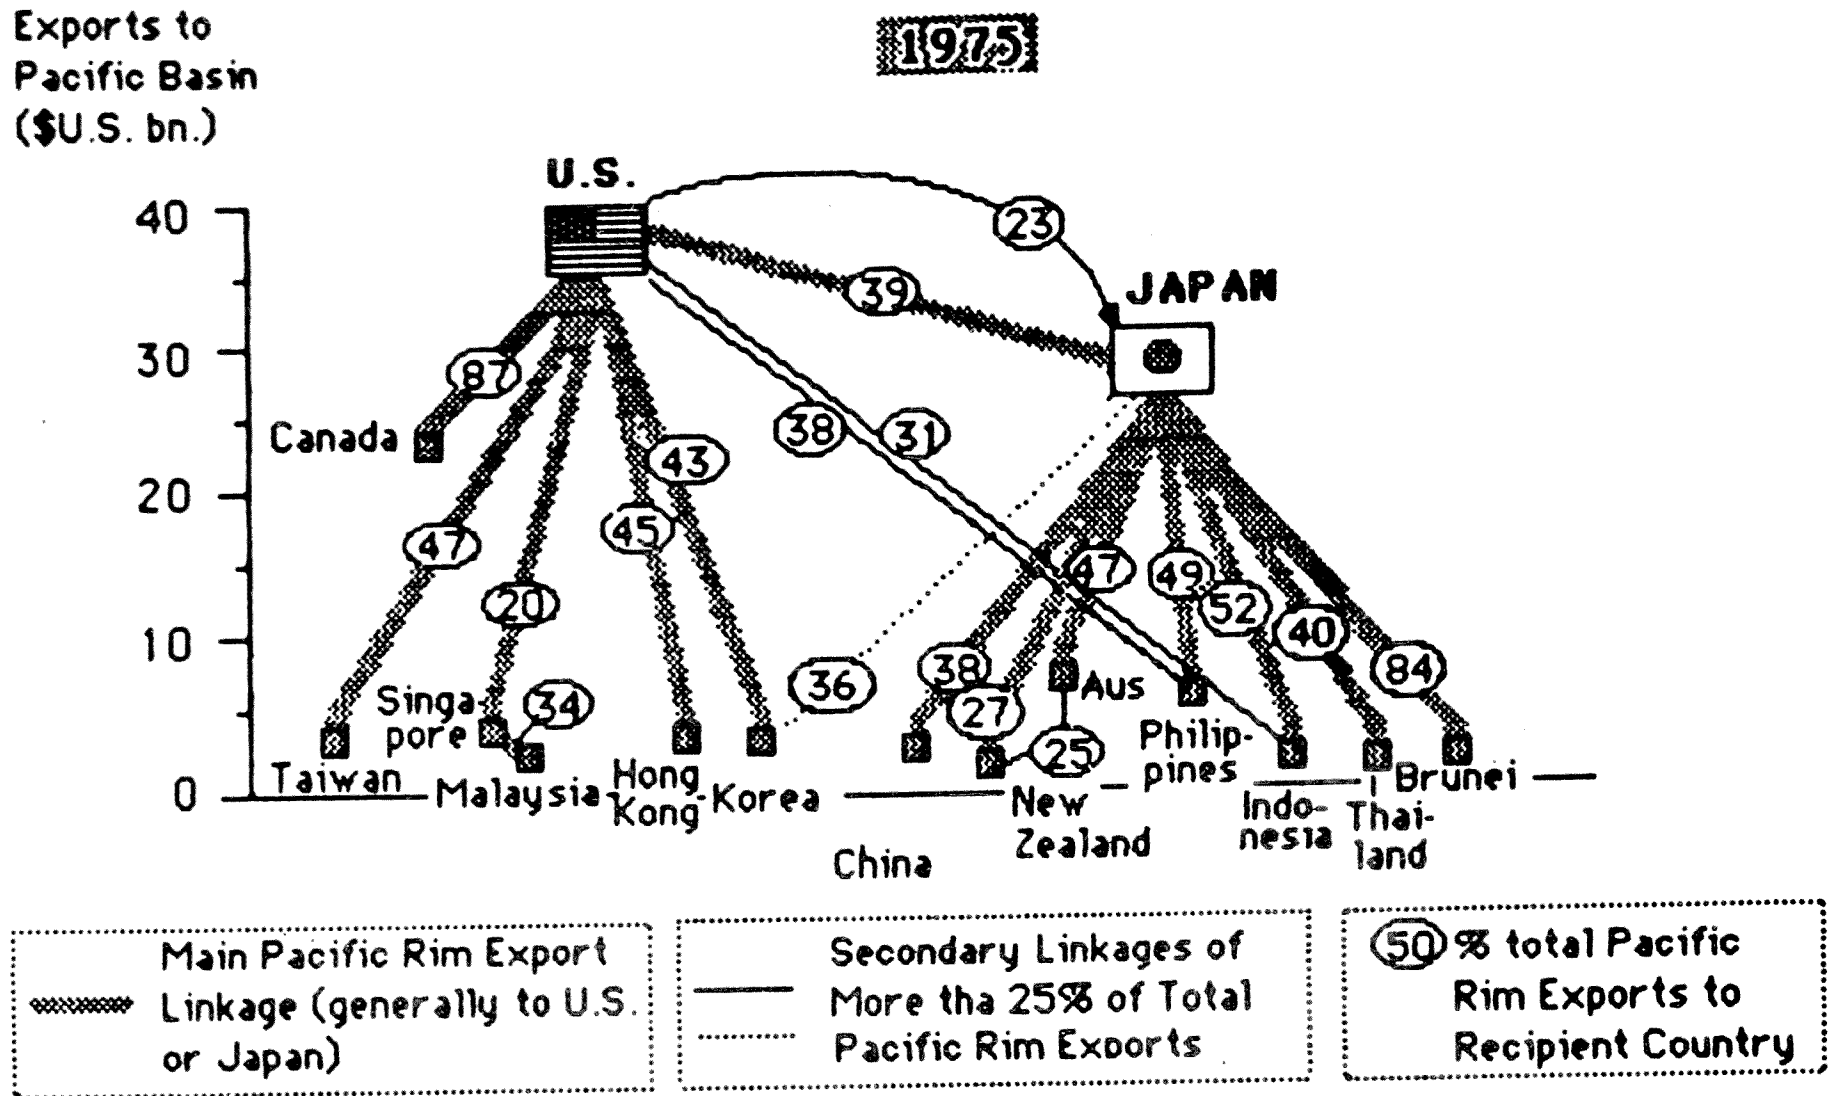 Exports to
Pacific Basin
($U.S. bn.)
1975
U.S.
JAPAN
40
30
20
10
0
23
39
87
38
31
43
47
45
20
47
49
52
40
84
38
27
36
34
25
Canada
Singa-
pore
Aus
Philip-
pines
Taiwan
Malaysia
Hong
Kong
Korea
New
Zealand
Indo-
nesia
Thai-
land
Brunei
China
Main Pacific Rim Export
Linkage (generally to U.S.
or Japan)
Secondary Linkages of
More tha 25% of Total
Pacific Rim Exports
50 % total Pacific
Rim Exports to
Recipient Country